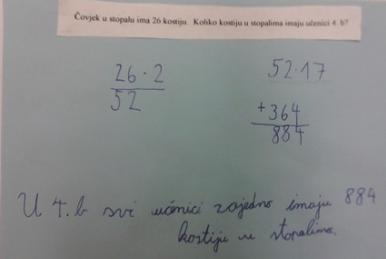 Čovjek u stopalu ima 26 kostiju. Koliko kostiju u stopalima imaju učenici 4. b?
26 · 2
52
52 · 17
+364
884
U 4. b svi učenici zajedno imaju 884
kostiju u stopalima.